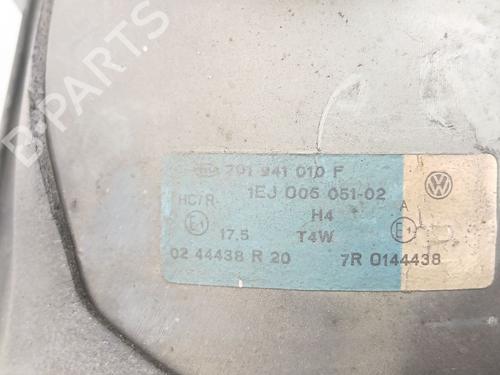 B-Parts
701 941 010 F
1EJ 005 051-02
HC/R H4 A
E1 17,5 T4W E1
02 44438 R 20 7R 0144438